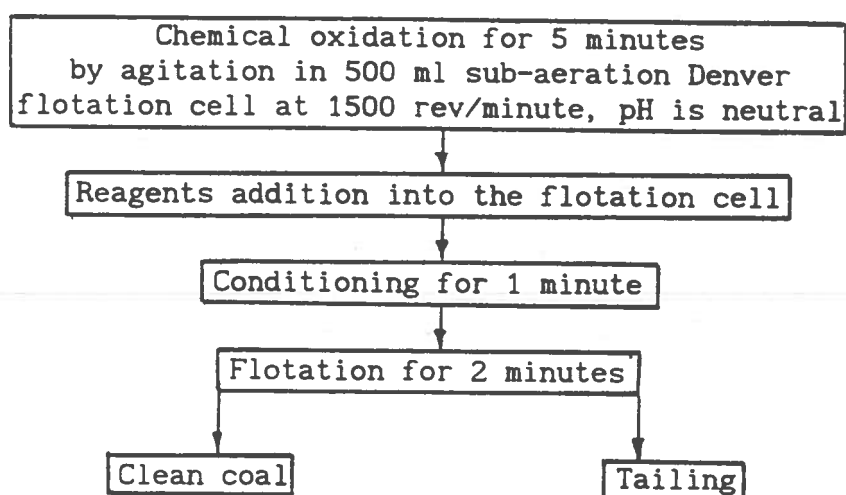 Chemical oxidation for 5 minutes
by agitation in 500 ml sub-aeration Denver
flotation cell at 1500 rev/minute, pH is neutral
Reagents addition into the flotation cell
Conditioning for 1 minute
Flotation for 2 minutes
Clean coal
Tailing